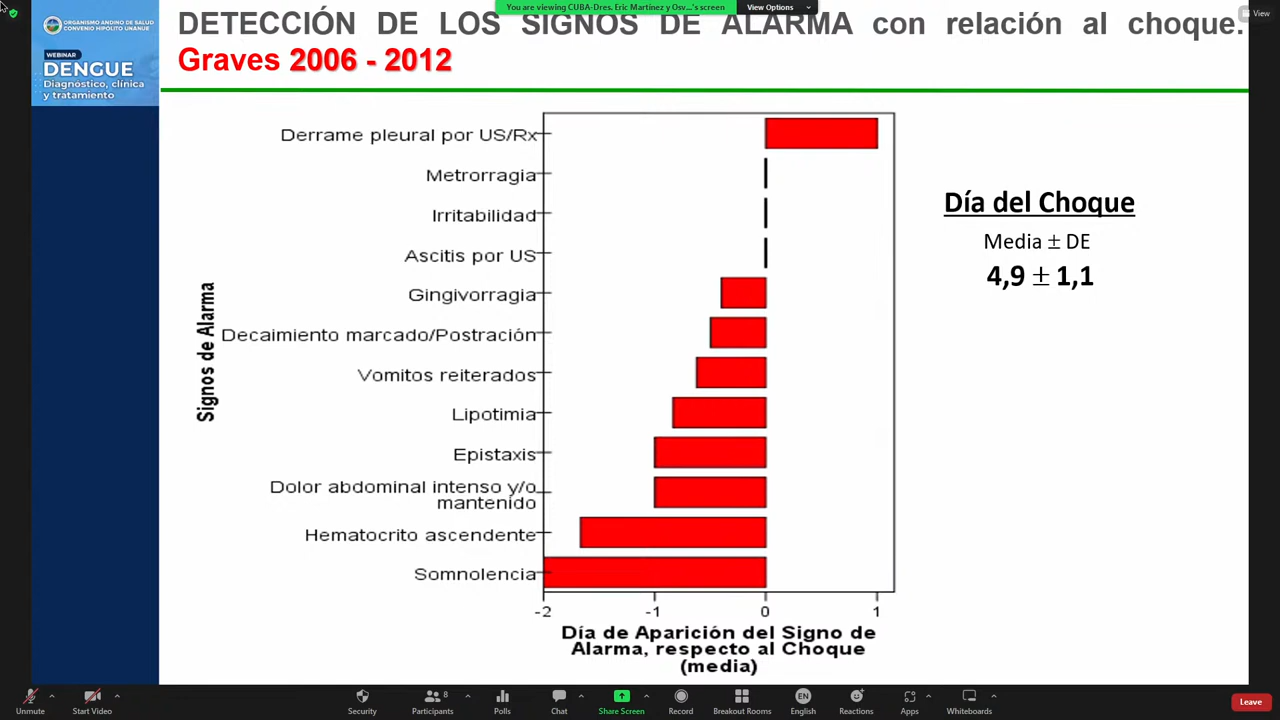 You are viewing CUBA-Dres. Eric Martínez y Osv...'s screen
View Options
View
ORGANISMO ANDINO DE SALUD
CONVENIO HIPÓLITO UNANUE
WEBINAR
DENGUE
Diagnóstico, clínica
y tratamiento
DETECCIÓN DE LOS SIGNOS DE ALARMA con relación al choque.
Graves 2006 - 2012
Signos de Alarma
Derrame pleural por US/Rx
Metrorragia
Irritabilidad
Ascitis por US
Gingivorragia
Decaimiento marcado/Postración
Vomitos reiterados
Lipotimia
Epistaxis
Dolor abdominal intenso y/o
mantenido
Hematocrito ascendente
Somnolencia
-2 -1 0 1
Día de Aparición del Signo de
Alarma, respecto al Choque
(media)
Día del Choque
Media ± DE
4,9 ± 1,1
Unmute
Start Video
Security
Participants
8
Polls
Chat
Share Screen
Record
Breakout Rooms
EN
English
Reactions
Apps
Whiteboards
Leave